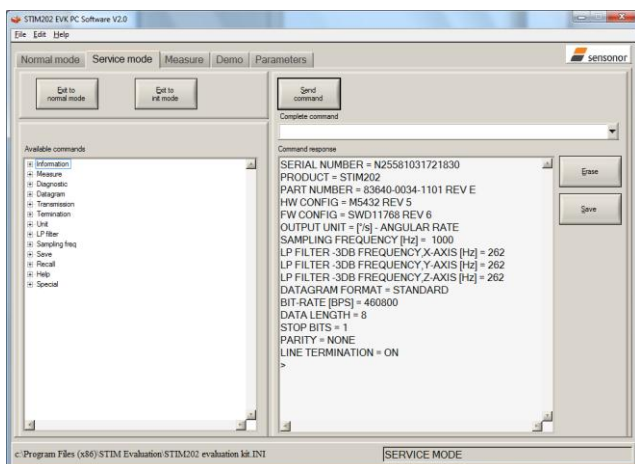 STIM202 EVK PC Software V2.0
File Edit Help
Normal mode Service mode Measure Demo Parameters
sensonor
Exit to normal mode
Exit to init mode
Available commands
Information
Measure
Diagnostic
Datagram
Transmission
Termination
Unit
LP filter
Sampling freq
Save
Recall
Help
Special
Send command
Complete command
Command response
SERIAL NUMBER = N25581031721830
PRODUCT = STIM202
PART NUMBER = 83640-0034-1101 REV E
HW CONFIG = M5432 REV 5
FW CONFIG = SWD11768 REV 6
OUTPUT UNIT = [°/s] - ANGULAR RATE
SAMPLING FREQUENCY [Hz] = 1000
LP FILTER -3DB FREQUENCY,X-AXIS [Hz] = 262
LP FILTER -3DB FREQUENCY,Y-AXIS [Hz] = 262
LP FILTER -3DB FREQUENCY,Z-AXIS [Hz] = 262
DATAGRAM FORMAT = STANDARD
BIT-RATE [BPS] = 460800
DATA LENGTH = 8
STOP BITS = 1
PARITY = NONE
LINE TERMINATION = ON
>
Erase
Save
c:\Program Files (x86)\STIM Evaluation\STIM202 evaluation kit.INI
SERVICE MODE